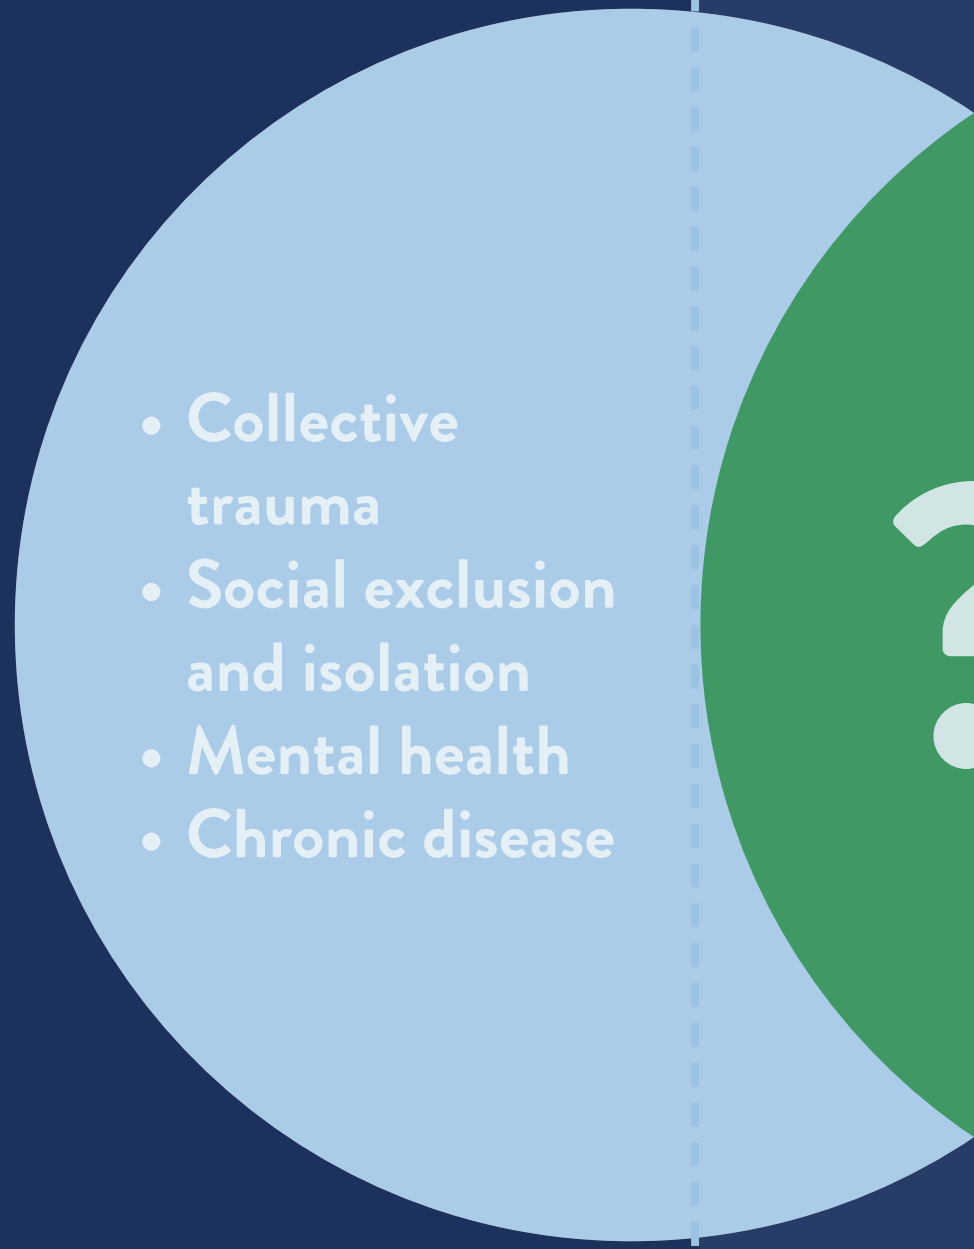 • Collective
trauma
• Social exclusion
and isolation
• Mental health
• Chronic disease
?